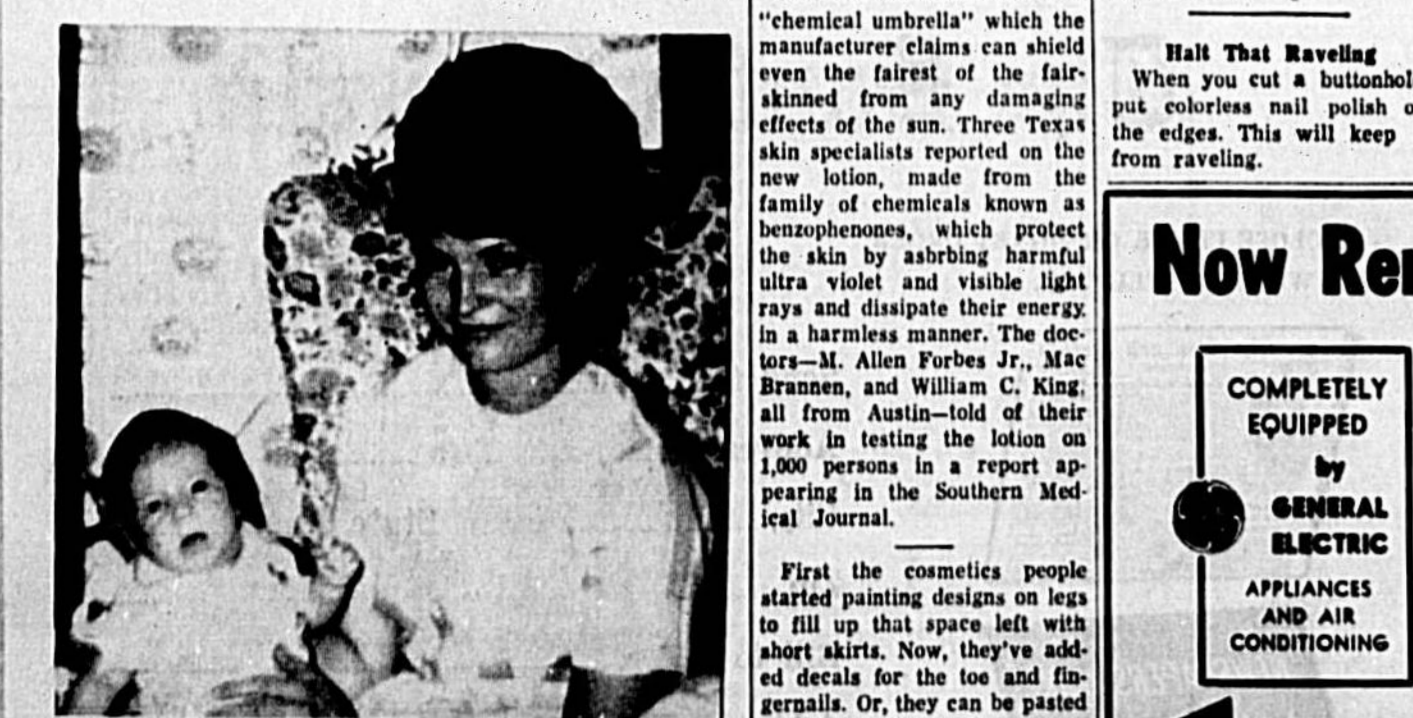 "chemical umbrella" which the
manufacturer claims can shield
even the fairest of the fair-
skinned from any damaging
effects of the sun. Three Texas
skin specialists reported on the
new lotion, made from the
family of chemicals known as
benzophenones, which protect
the skin by asbrbing harmful
ultra violet and visible light
rays and dissipate their energy
in a harmless manner. The doc-
tors—M. Allen Forbes Jr., Mac
Brannen, and William C. King,
all from Austin—told of their
work in testing the lotion on
1,000 persons in a report ap-
pearing in the Southern Med-
ical Journal.
First the cosmetics people
started painting designs on legs
to fill up that space left with
short skirts. Now, they've add-
ed decals for the toe and fin-
gernails. Or, they can be pasted
Halt That Raveling
When you cut a buttonhol
put colorless nail polish o
the edges. This will keep
from raveling.
Now Ren
COMPLETELY
EQUIPPED
by
GENERAL
ELECTRIC
APPLIANCES
AND AIR
CONDITIONING